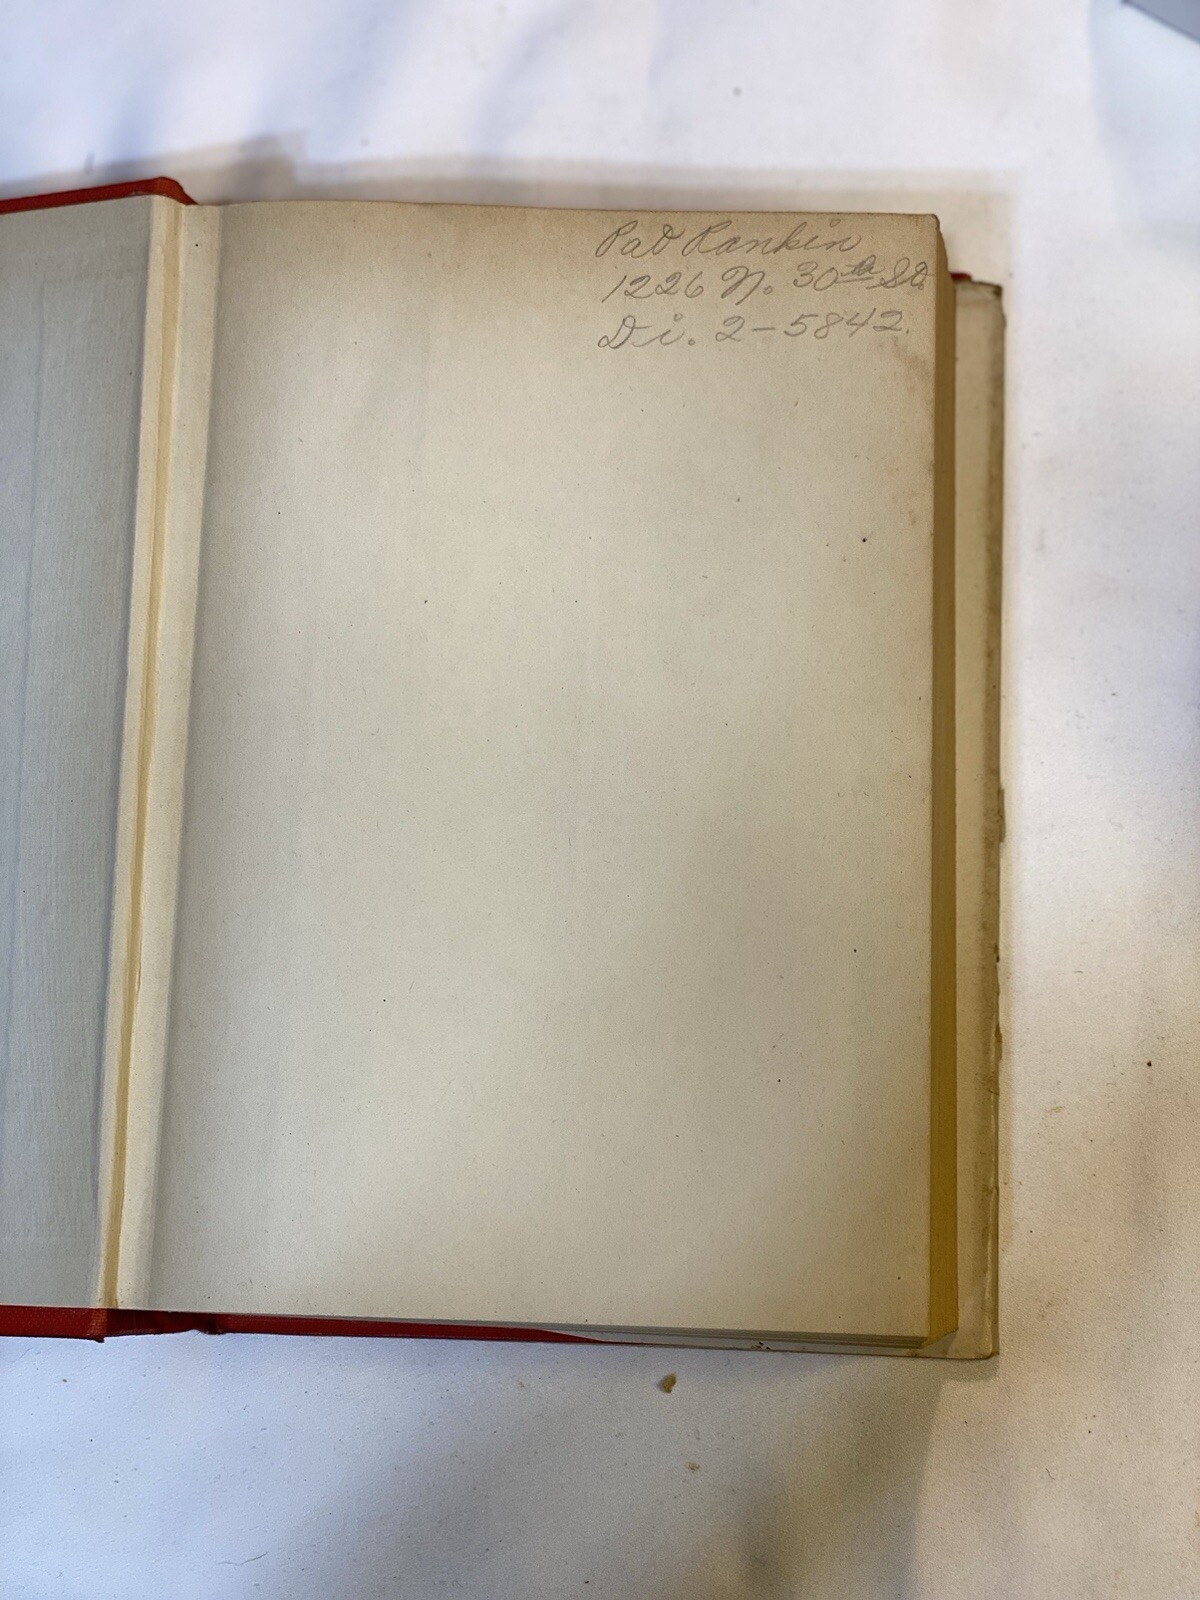 Pat Rankin
1226 N. 30th St.
Di. 2-5842.